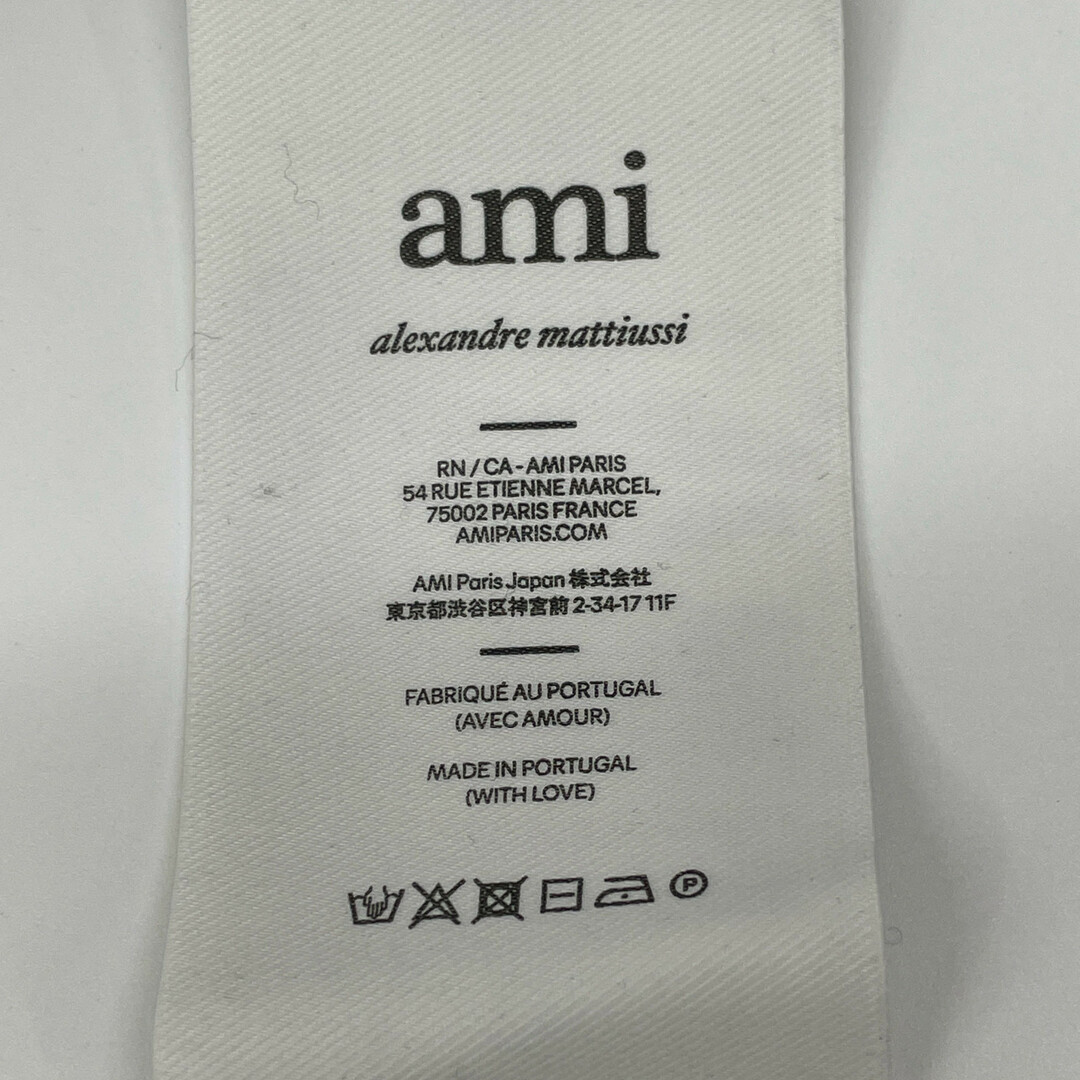 ami
alexandre mattiussi
RN / CA - AMI PARIS
54 RUE ETIENNE MARCEL,
75002 PARIS FRANCE
AMIPARIS.COM
AMI Paris Japan 株式会社
東京都渋谷区神宮前 2-34-17 11F
FABRIQUÉ AU PORTUGAL
(AVEC AMOUR)
MADE IN PORTUGAL
(WITH LOVE)
P